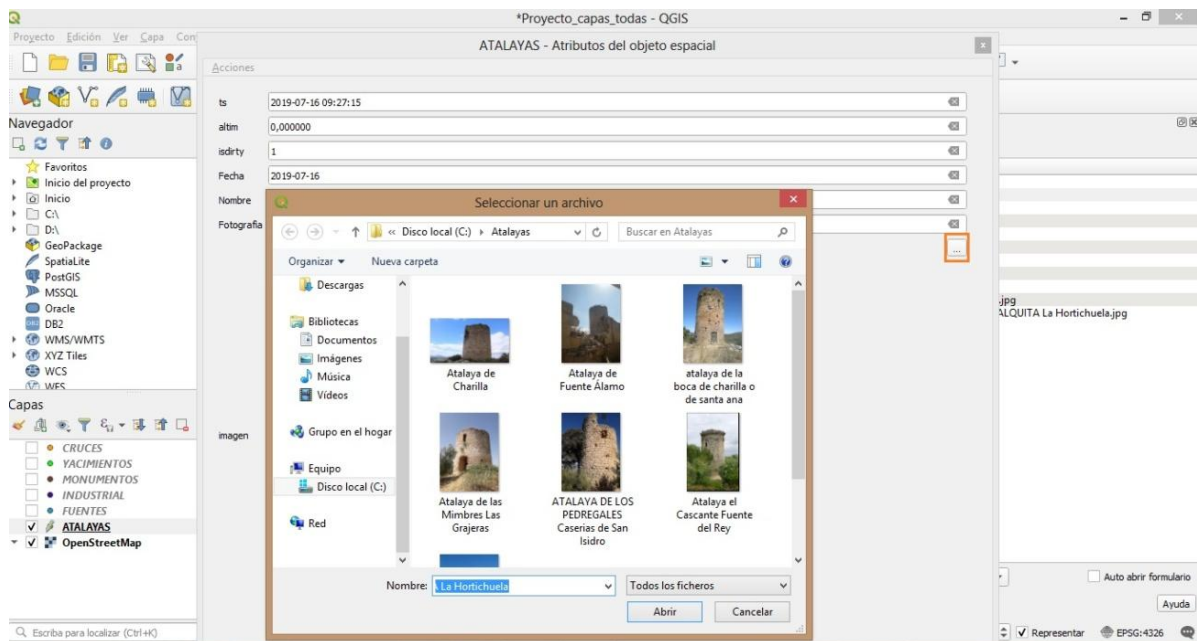 *Proyecto_capas_todas - QGIS
Proyecto Edición Ver Capa
ATALAYAS - Atributos del objeto espacial
Acciones
ts 2019-07-16 09:27:15
altim 0,000000
isdirty 1
Fecha 2019-07-16
Nombre
Fotografia
imagen
...
Navegador
Favoritos
Inicio del proyecto
Inicio
C:\
D:\
GeoPackage
SpatiaLite
PostGIS
MSSQL
Oracle
DB2
WMS/WMTS
XYZ Tiles
WCS
WFS
Capas
CRUCES
YACIMIENTOS
MONUMENTOS
INDUSTRIAL
FUENTES
ATALAYAS
OpenStreetMap
Escriba para localizar (Ctrl+K)
Seleccionar un archivo
« Disco local (C:) Atalayas
Buscar en Atalayas
Organizar Nueva carpeta
Descargas
Bibliotecas
Documentos
Imágenes
Música
Vídeos
Grupo en el hogar
Equipo
Disco local (C:)
Red
Atalaya de
Charilla
Atalaya de
Fuente Álamo
atalaya de la
boca de charilla o
de santa ana
Atalaya de las
Mimbres Las
Grajeras
ATALAYA DE LOS
PEDREGALES
Caserias de San
Isidro
Atalaya el
Cascante Fuente
del Rey
Nombre: La Hortichuela
Todos los ficheros
Abrir Cancelar
.jpg
ALQUITA La Hortichuela.jpg
Auto abrir formulario
Ayuda
Representar EPSG:4326